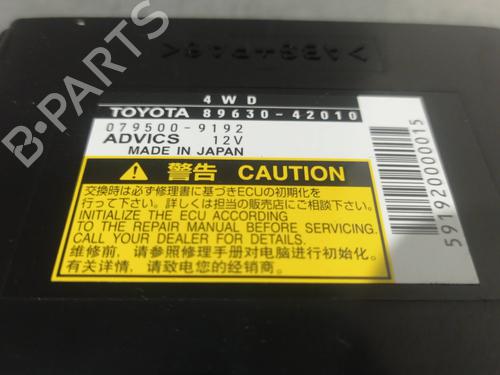 >ABS+PA6<
4WD
TOYOTA 89630-42010
079500-9192
ADVICS 12V
MADE IN JAPAN
591920000015
警告 CAUTION
交換時は必ず修理書に基づきECUの初期化を
行って下さい。詳しくは担当の販売店にご相談下さい。
INITIALIZE THE ECU ACCORDING
TO THE REPAIR MANUAL BEFORE SERVICING.
CALL YOUR DEALER FOR DETAILS.
维修前，请参照修理手册对电脑进行初始化。
有关详情，请致电您的经销商。
B-PARTS